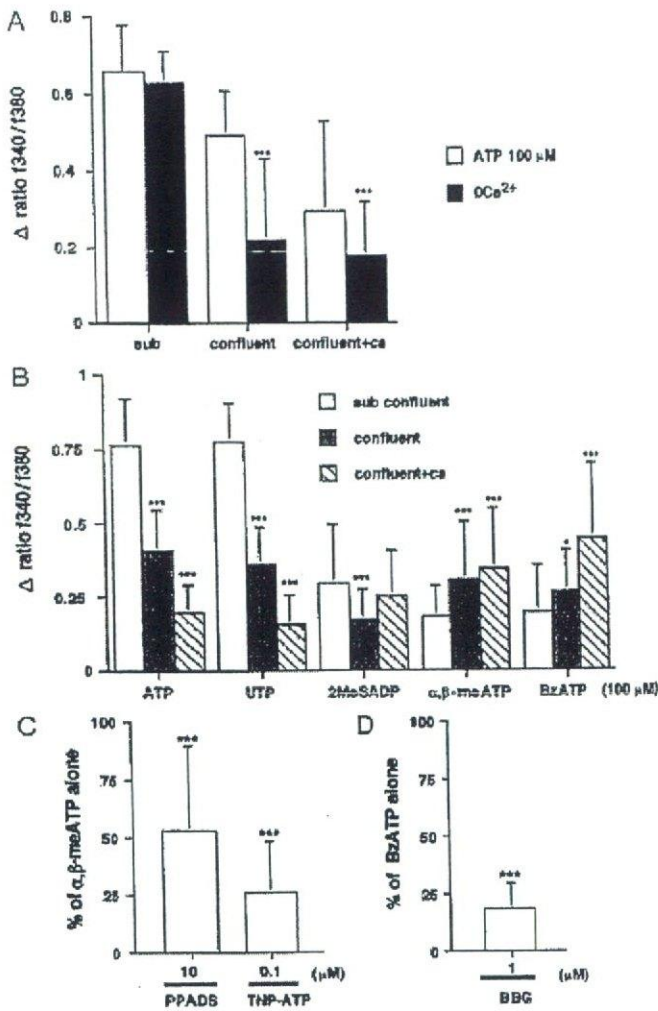 A
0.8
0.6
0.4
0.2
0
Δ ratio f340/f380
***
***
sub
confluent
confluent+ca
ATP 100 μM
0Ca²⁺
B
1
0.75
0.5
0.25
0
Δ ratio f340/f380
sub confluent
confluent
confluent+ca
***
***
***
***
***
***
***
*
***
ATP
UTP
2MeSADP
α,β-meATP
BzATP
(100 μM)
C
100
75
50
25
0
% of α,β-meATP alone
***
***
10
0.1
(μM)
PPADS
TNP-ATP
D
100
75
50
25
0
% of BzATP alone
***
1
(μM)
BBG